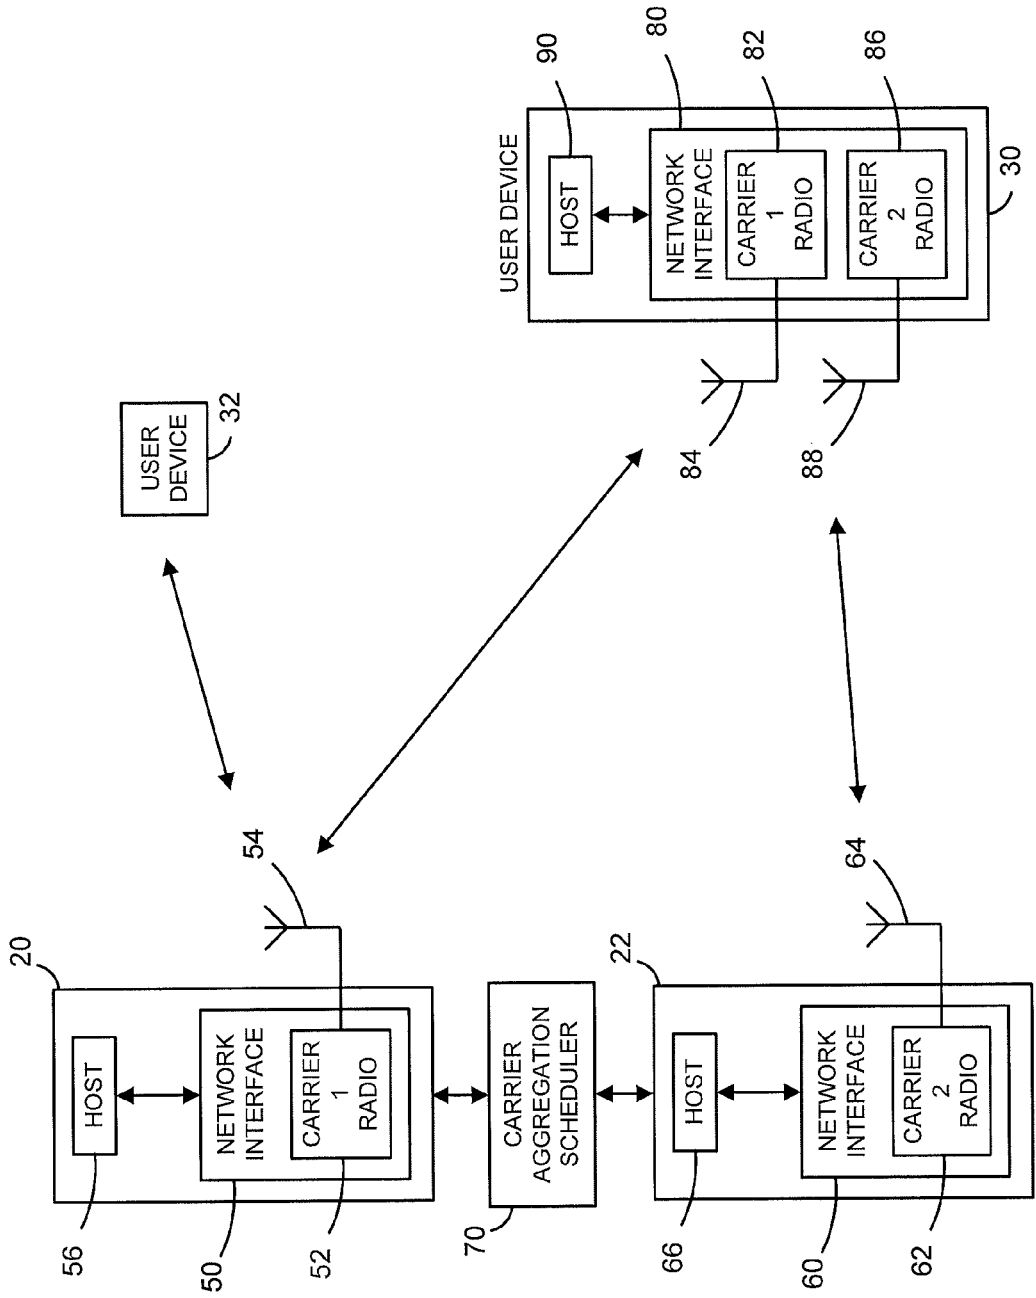 20
56
HOST
50
NETWORK
INTERFACE
52
CARRIER
1
RADIO
54
70
CARRIER
AGGREGATION
SCHEDULER
22
66
HOST
60
NETWORK
INTERFACE
62
CARRIER
2
RADIO
64
USER
DEVICE
32
USER DEVICE
90
HOST
80
NETWORK
INTERFACE
82
CARRIER
1
RADIO
84
86
CARRIER
2
RADIO
88
30